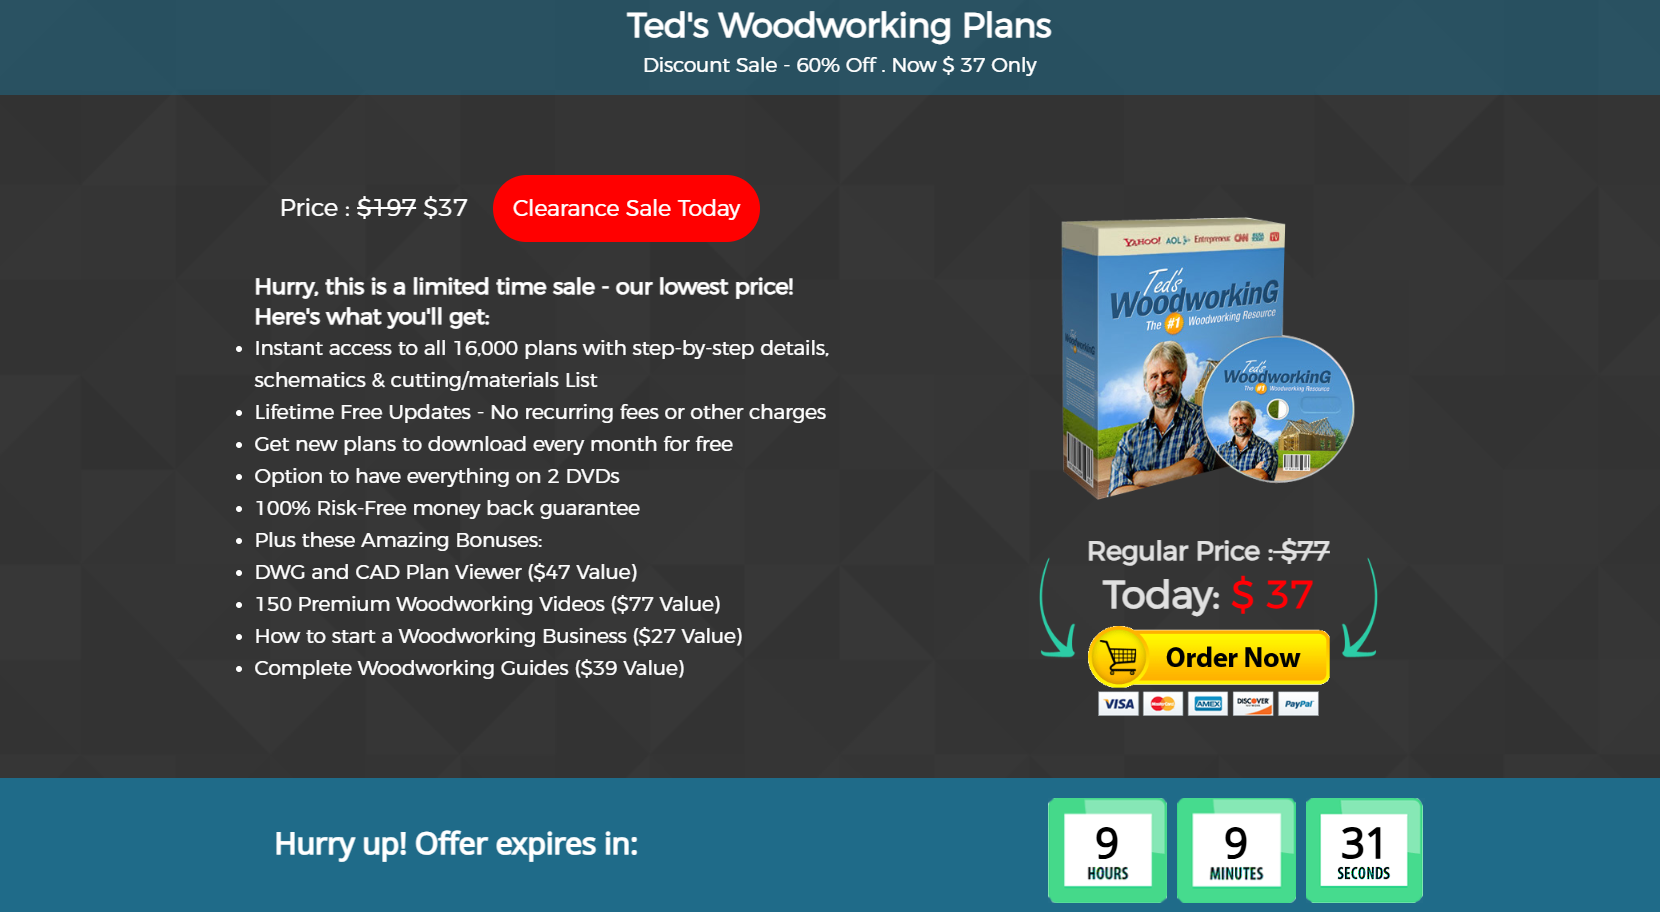 Ted's Woodworking Plans
Discount Sale - 60% Off . Now $ 37 Only
Price : $197 $37
Clearance Sale Today
Hurry, this is a limited time sale - our lowest price!
Here's what you'll get:
• Instant access to all 16,000 plans with step-by-step details,
schematics & cutting/materials List
• Lifetime Free Updates - No recurring fees or other charges
• Get new plans to download every month for free
• Option to have everything on 2 DVDs
• 100% Risk-Free money back guarantee
• Plus these Amazing Bonuses:
• DWG and CAD Plan Viewer ($47 Value)
• 150 Premium Woodworking Videos ($77 Value)
• How to start a Woodworking Business ($27 Value)
• Complete Woodworking Guides ($39 Value)
YAHOO! AOL Entrepreneur CNN
Ted's
WoodworkinG
The #1 Woodworking Resource
Ted's
WoodworkinG
The #1 Woodworking Resource
Regular Price : $77
Today: $ 37
Order Now
VISA MasterCard AMEX DISCOVER PayPal
Hurry up! Offer expires in:
9 9 31
HOURS MINUTES SECONDS